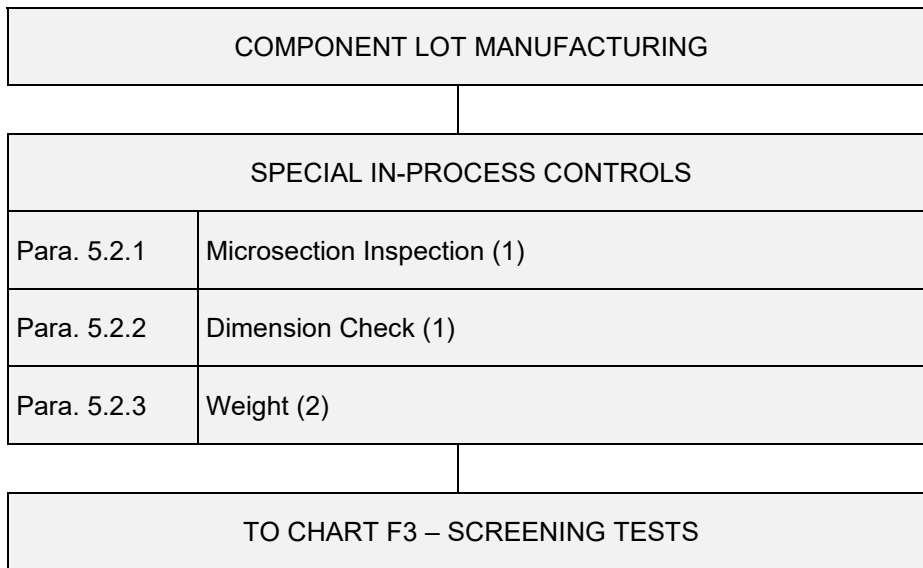 COMPONENT LOT MANUFACTURING
SPECIAL IN-PROCESS CONTROLS
Para. 5.2.1 Microsection Inspection (1)
Para. 5.2.2 Dimension Check (1)
Para. 5.2.3 Weight (2)
TO CHART F3 – SCREENING TESTS